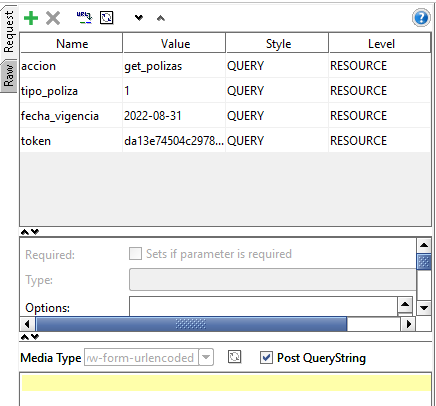 Request
Raw
Name Value Style Level
accion get_polizas QUERY RESOURCE
tipo_poliza 1 QUERY RESOURCE
fecha_vigencia 2022-08-31 QUERY RESOURCE
token da13e74504c2978... QUERY RESOURCE
Required: Sets if parameter is required
Type:
Options:
Media Type w-form-urlencoded Post QueryString